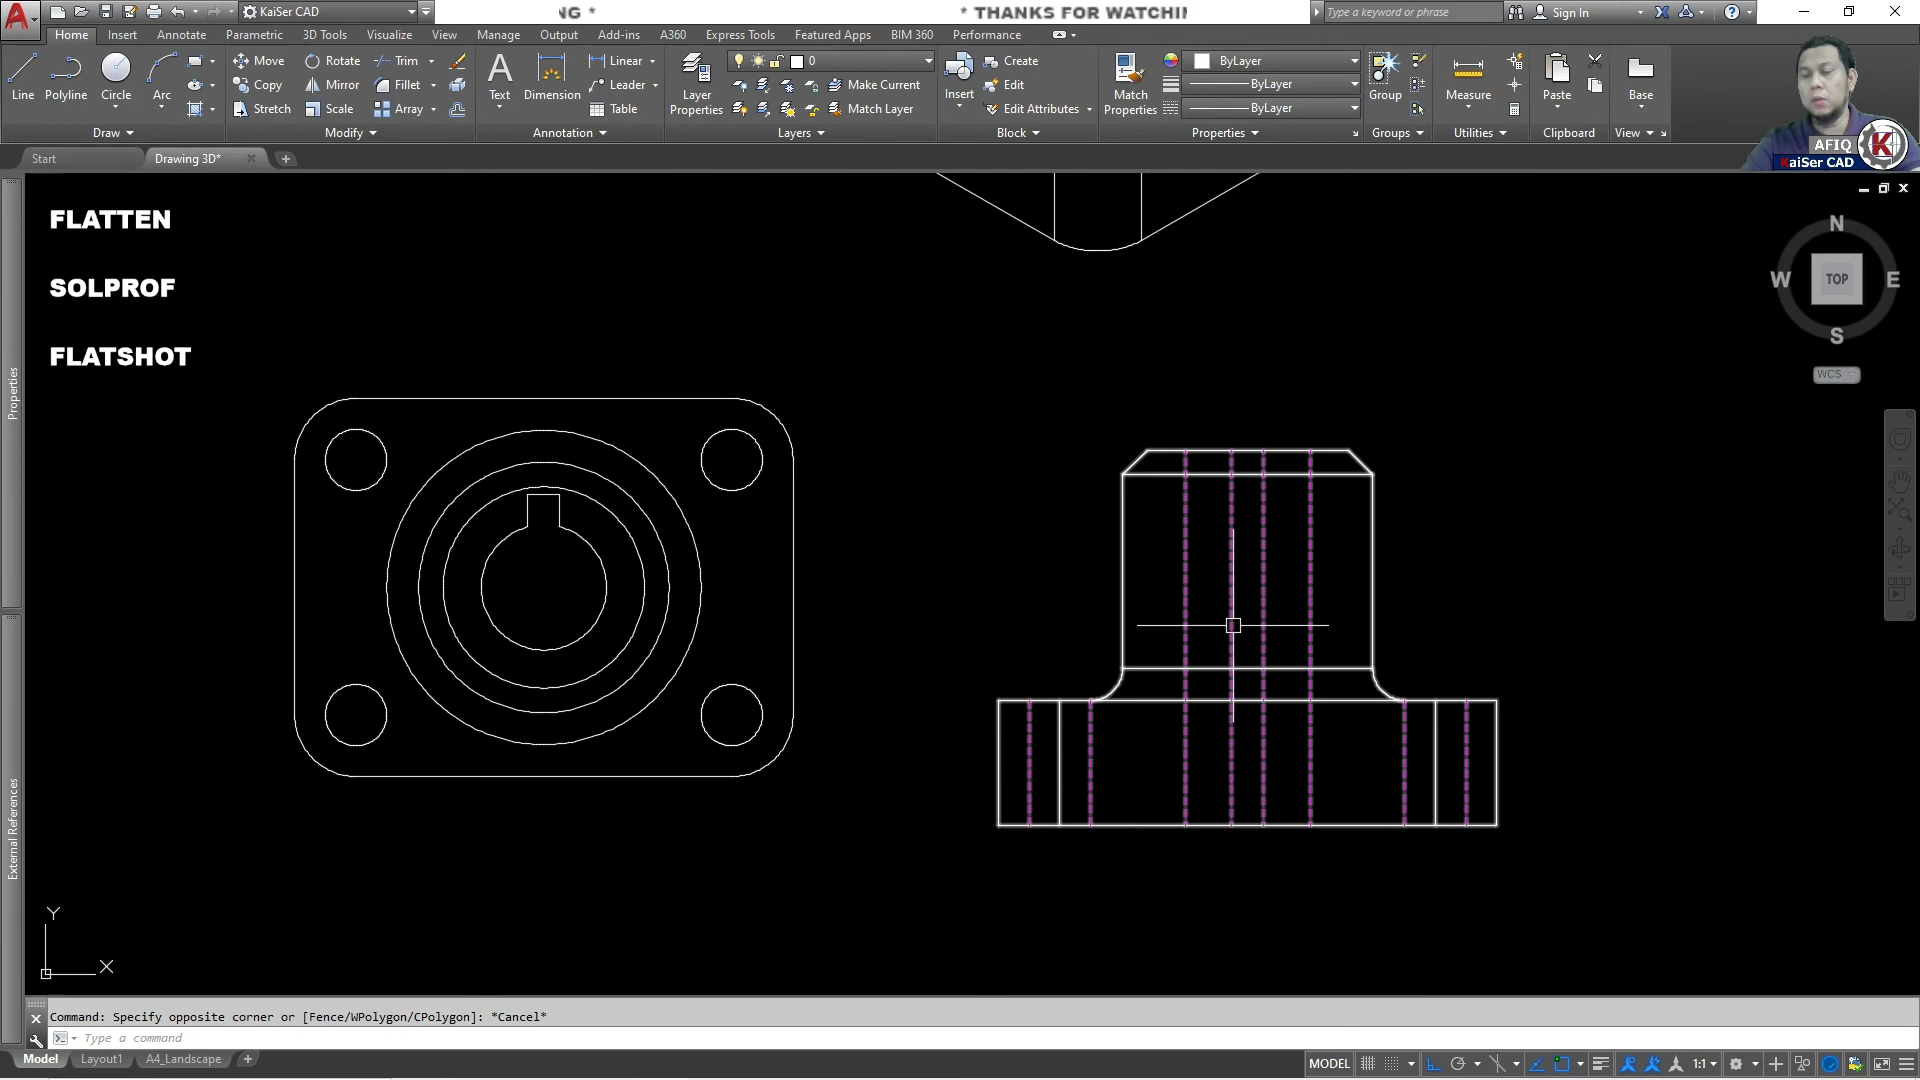 KaiSer CAD
NG *
* THANKS FOR WATCHIN
Type a keyword or phrase
Sign In
Home
Insert
Annotate
Parametric
3D Tools
Visualize
View
Manage
Output
Add-ins
A360
Express Tools
Featured Apps
BIM 360
Performance
Line
Polyline
Circle
Arc
Draw
Move
Rotate
Trim
Copy
Mirror
Fillet
Stretch
Scale
Array
Modify
Text
Dimension
Linear
Leader
Table
Annotation
Layer
Properties
0
Make Current
Match Layer
Layers
Insert
Create
Edit
Edit Attributes
Block
Match
Properties
ByLayer
ByLayer
ByLayer
Properties
Group
Groups
Measure
Utilities
Paste
Clipboard
Base
View
AFIQ
KaiSer CAD
K
Start
Drawing 3D*
FLATTEN
SOLPROF
FLATSHOT
N
W
TOP
E
S
WCS
Properties
External References
Y
X
Command: Specify opposite corner or [Fence/WPolygon/CPolygon]: *Cancel*
Type a command
Model
Layout1
A4_Landscape
MODEL
1:1